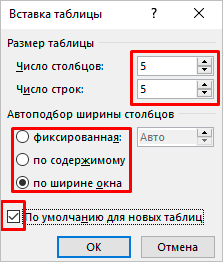 Вставка таблицы
Размер таблицы
Число столбцов: 5
Число строк: 5
Автоподбор ширины столбцов
фиксированная: Авто
по содержимому
по ширине окна
По умолчанию для новых таблиц
ОК Отмена